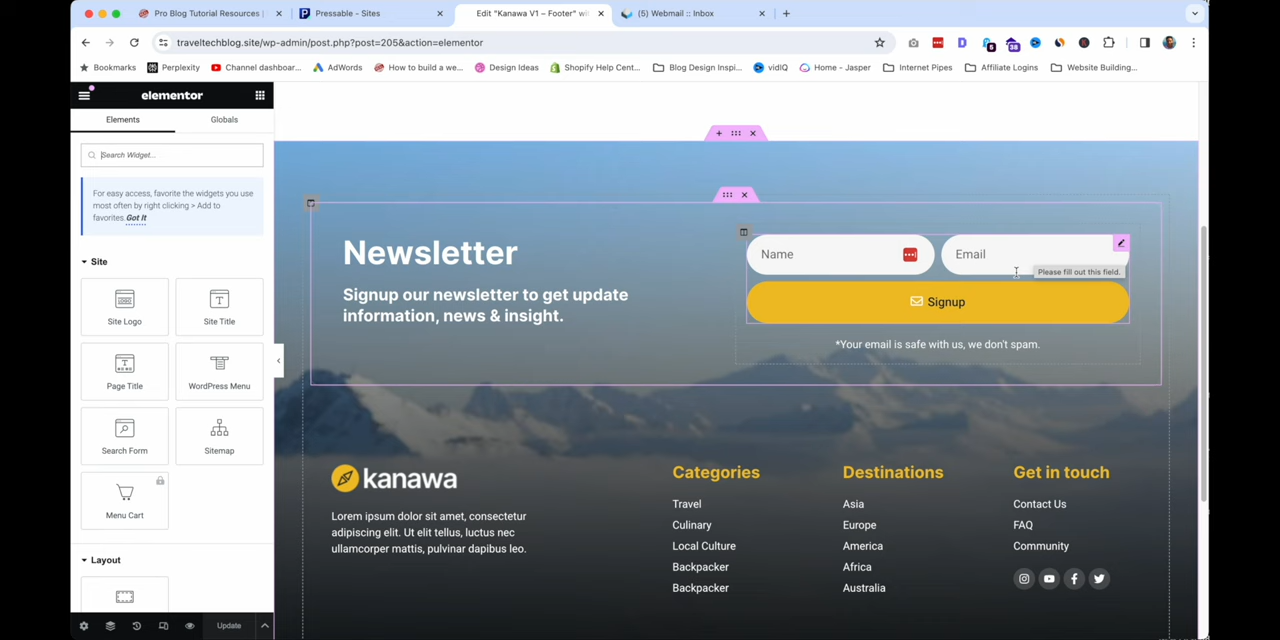 Pro Blog Tutorial Resources |
Pressable - Sites
Edit "Kanawa V1 – Footer" wi
(5) Webmail :: Inbox
traveltechblog.site/wp-admin/post.php?post=205&action=elementor
5
38
Bookmarks
Perplexity
Channel dashboar...
AdWords
How to build a we...
Design Ideas
Shopify Help Cent...
Blog Design Inspi...
vidIQ
Home - Jasper
Internet Pipes
Affiliate Logins
Website Building...
elementor
Elements
Globals
Search Widget...
For easy access, favorite the widgets you use
most often by right clicking > Add to
favorites. Got It
Site
Site Logo
Site Title
Page Title
WordPress Menu
Search Form
Sitemap
Menu Cart
Layout
Update
Newsletter
Signup our newsletter to get update
information, news & insight.
Name
Email
Please fill out this field.
Signup
*Your email is safe with us, we don't spam.
kanawa
Lorem ipsum dolor sit amet, consectetur
adipiscing elit. Ut elit tellus, luctus nec
ullamcorper mattis, pulvinar dapibus leo.
Categories
Travel
Culinary
Local Culture
Backpacker
Backpacker
Destinations
Asia
Europe
America
Africa
Australia
Get in touch
Contact Us
FAQ
Community